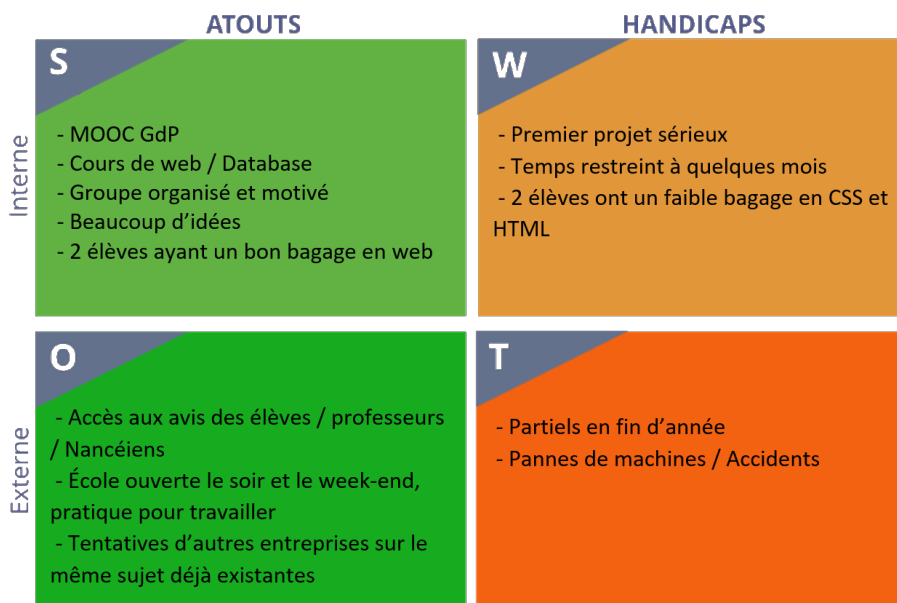 ATOUTS
HANDICAPS
Interne
S
- MOOC GdP
- Cours de web / Database
- Groupe organisé et motivé
- Beaucoup d'idées
- 2 élèves ayant un bon bagage en web
W
- Premier projet sérieux
- Temps restreint à quelques mois
- 2 élèves ont un faible bagage en CSS et
HTML
Externe
O
- Accès aux avis des élèves / professeurs
/ Nancéiens
- École ouverte le soir et le week-end,
pratique pour travailler
- Tentatives d'autres entreprises sur le
même sujet déjà existantes
T
- Partiels en fin d'année
- Pannes de machines / Accidents